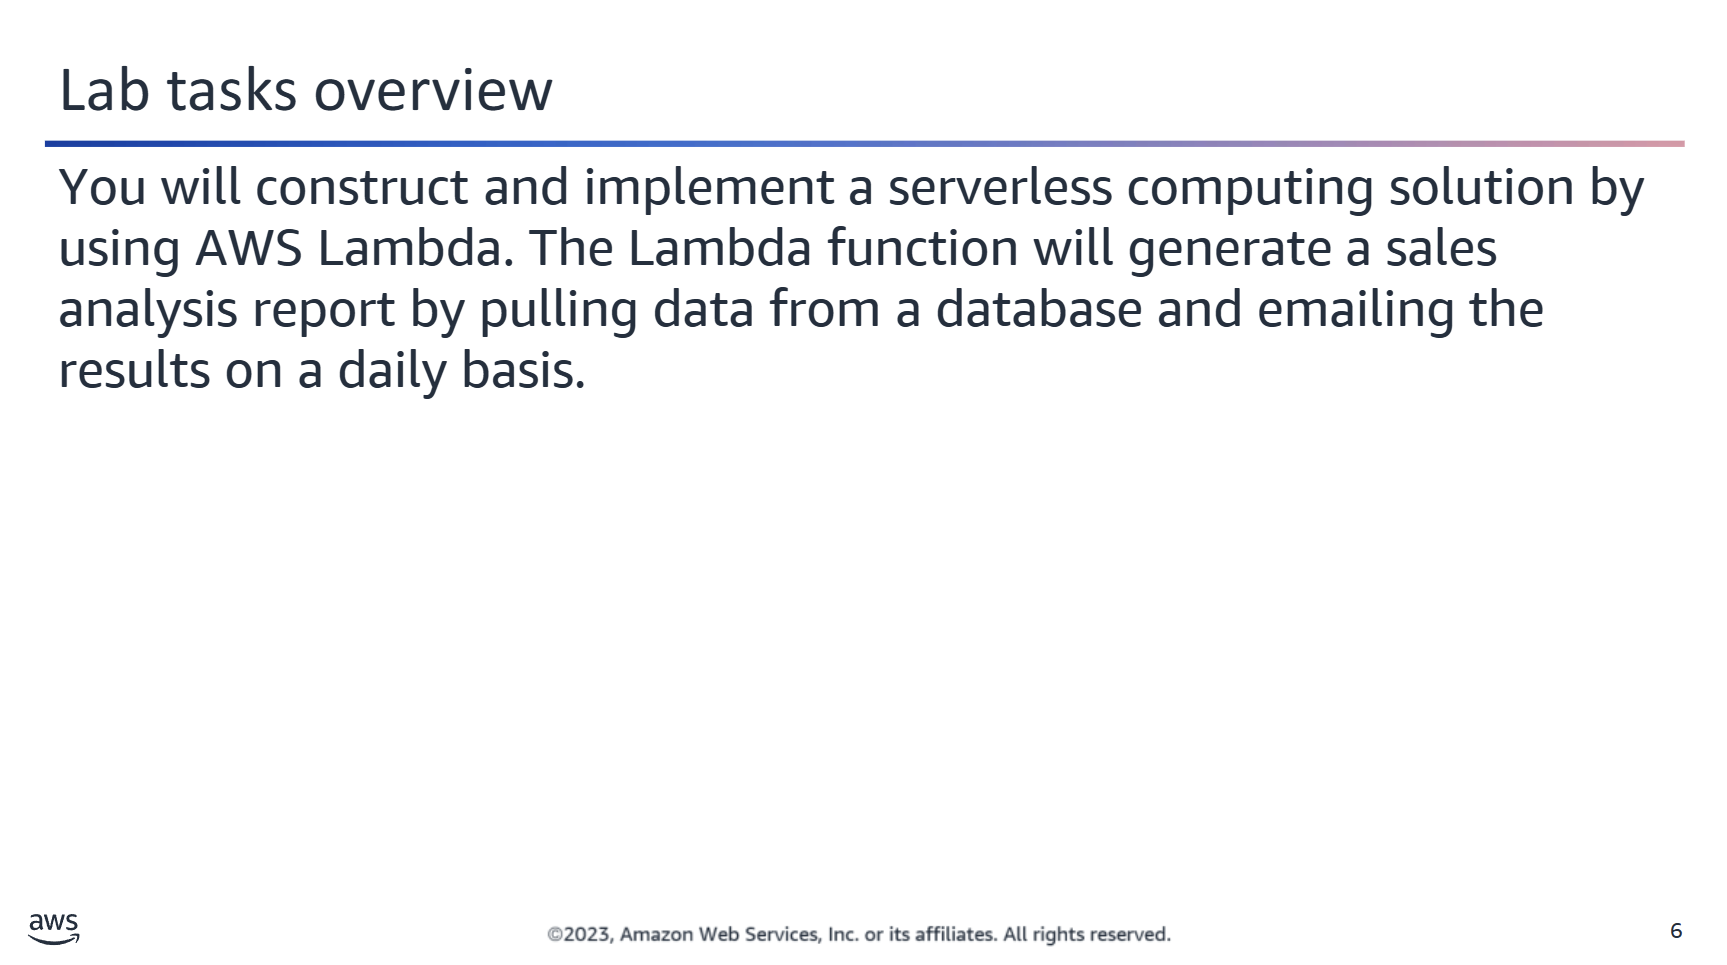 Lab tasks overview
You will construct and implement a serverless computing solution by
using AWS Lambda. The Lambda function will generate a sales
analysis report by pulling data from a database and emailing the
results on a daily basis.
aws
©2023, Amazon Web Services, Inc. or its affiliates. All rights reserved.
6